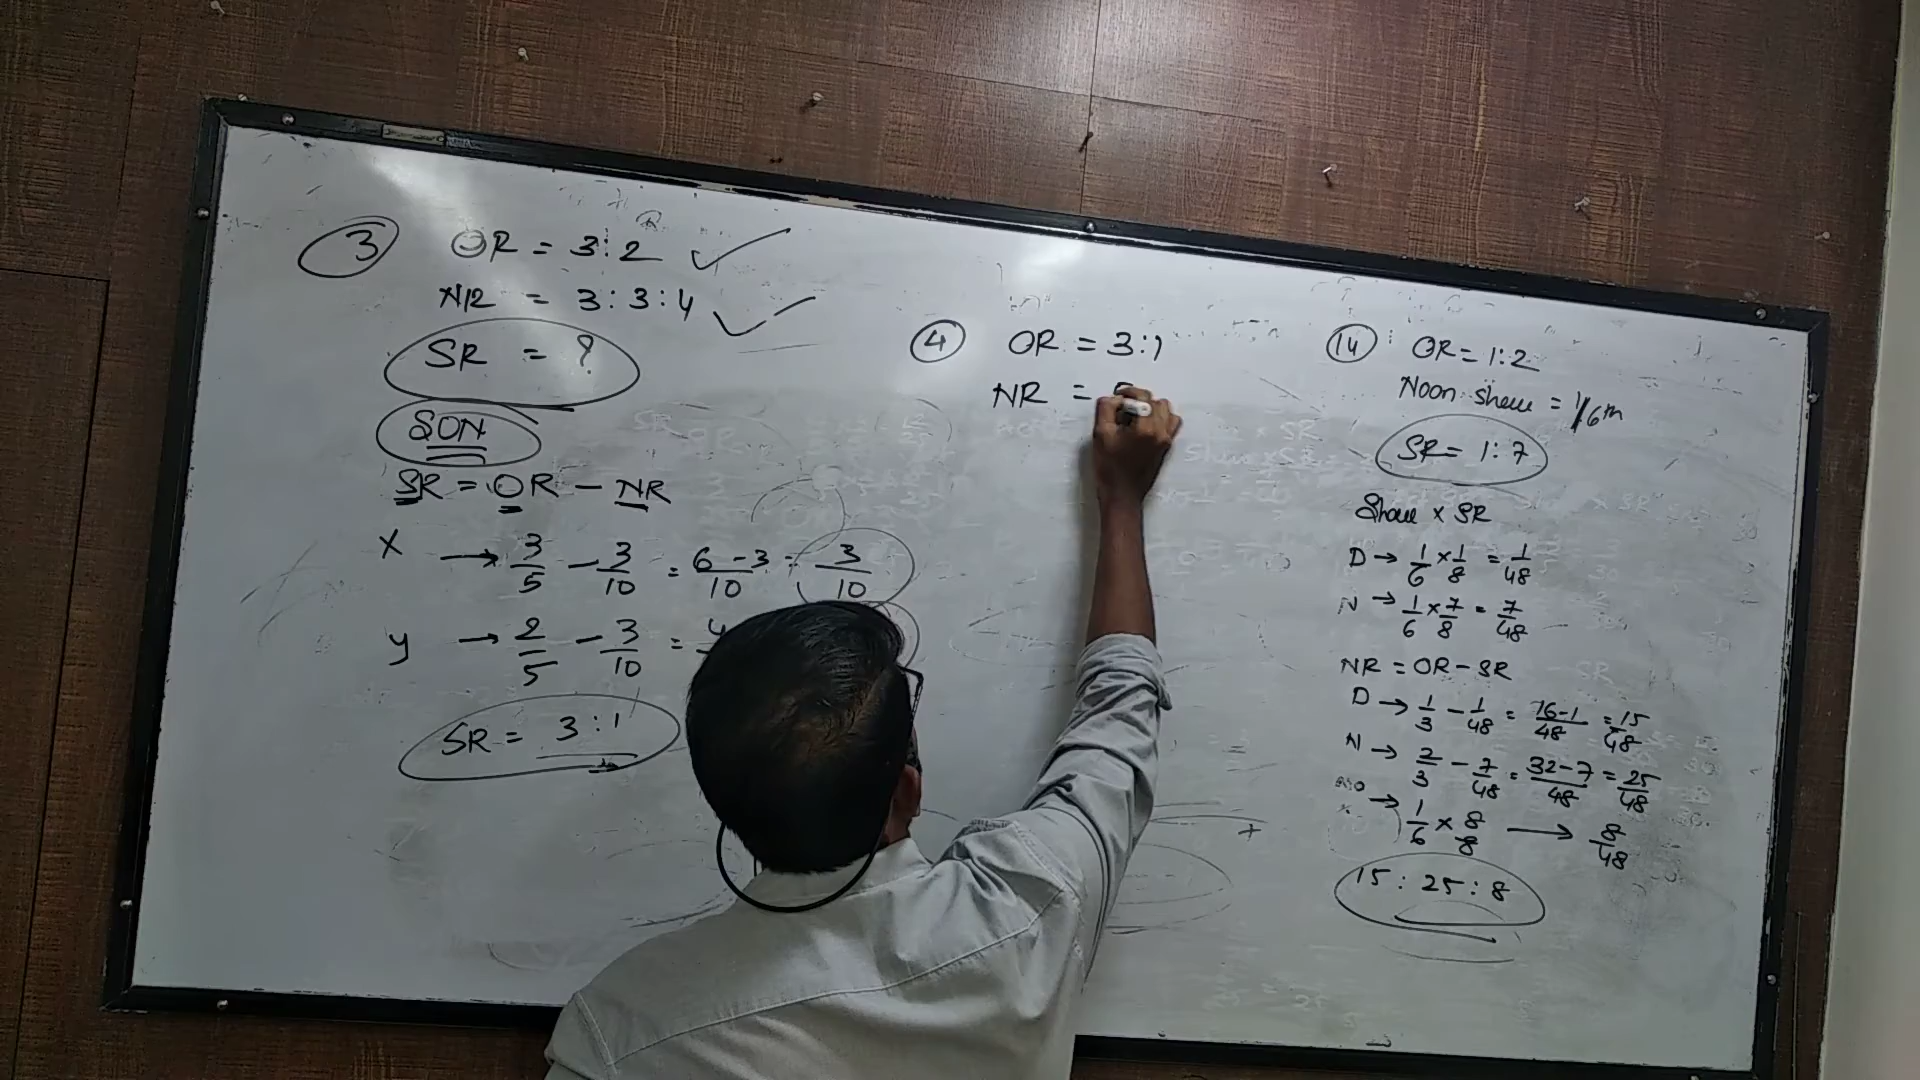 3
OR = 3:2 ✓
NR = 3:3:4 ✓
SR = ?
SON
SR = OR - NR
X → 3/5 - 3/10 = 6-3/10 = 3/10
y → 2/5 - 3/10 = 4
SR = 3:1
4
OR = 3:1
NR =
14
OR = 1:2
Noon share = 1/6th
SR = 1:7
Share x SR
D → 1/6 x 1/8 = 1/48
N → 1/6 x 7/8 = 7/48
NR = OR - SR
D → 1/3 - 1/48 = 16-1/48 = 15/48
N → 2/3 - 7/48 = 32-7/48 = 25/48
→ 1/6 x 8/8 → 8/48
15:25:8